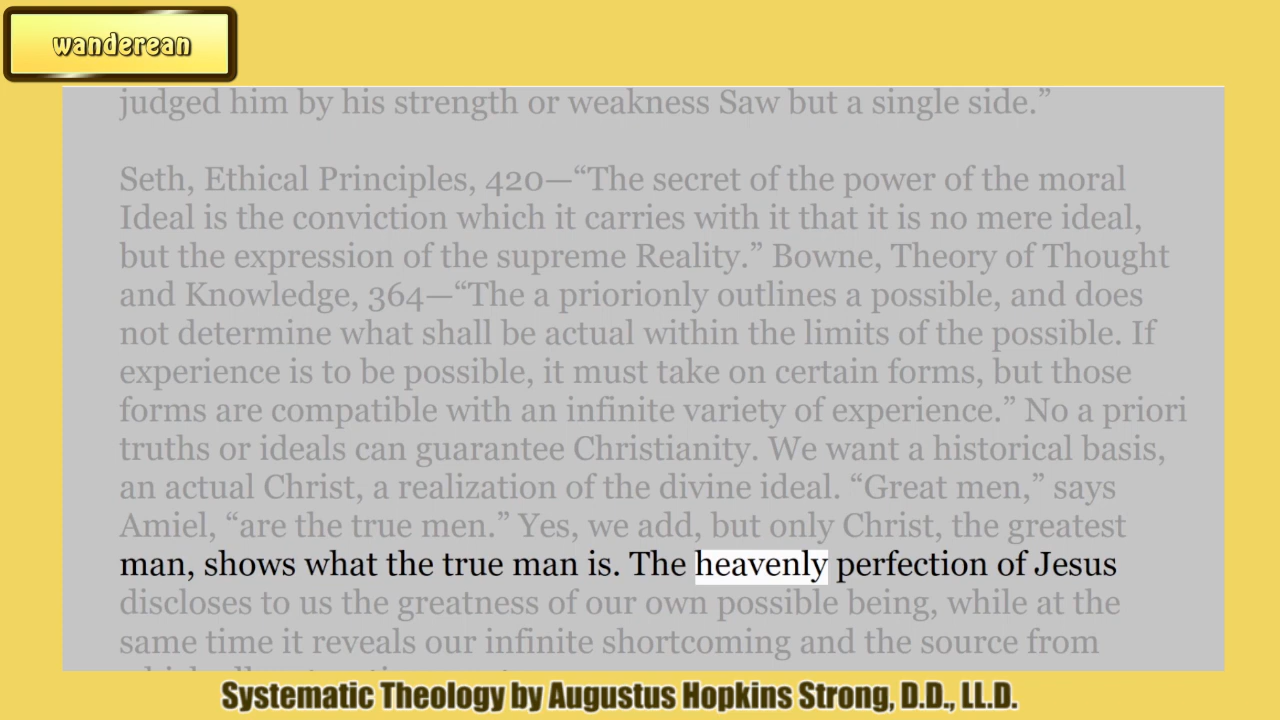 wanderean
judged him by his strength or weakness Saw but a single side.”
Seth, Ethical Principles, 420—“The secret of the power of the moral
Ideal is the conviction which it carries with it that it is no mere ideal,
but the expression of the supreme Reality.” Bowne, Theory of Thought
and Knowledge, 364—“The a priorionly outlines a possible, and does
not determine what shall be actual within the limits of the possible. If
experience is to be possible, it must take on certain forms, but those
forms are compatible with an infinite variety of experience.” No a priori
truths or ideals can guarantee Christianity. We want a historical basis,
an actual Christ, a realization of the divine ideal. “Great men,” says
Amiel, “are the true men.” Yes, we add, but only Christ, the greatest
man, shows what the true man is. The heavenly perfection of Jesus
discloses to us the greatness of our own possible being, while at the
same time it reveals our infinite shortcoming and the source from
Systematic Theology by Augustus Hopkins Strong, D.D., LL.D.